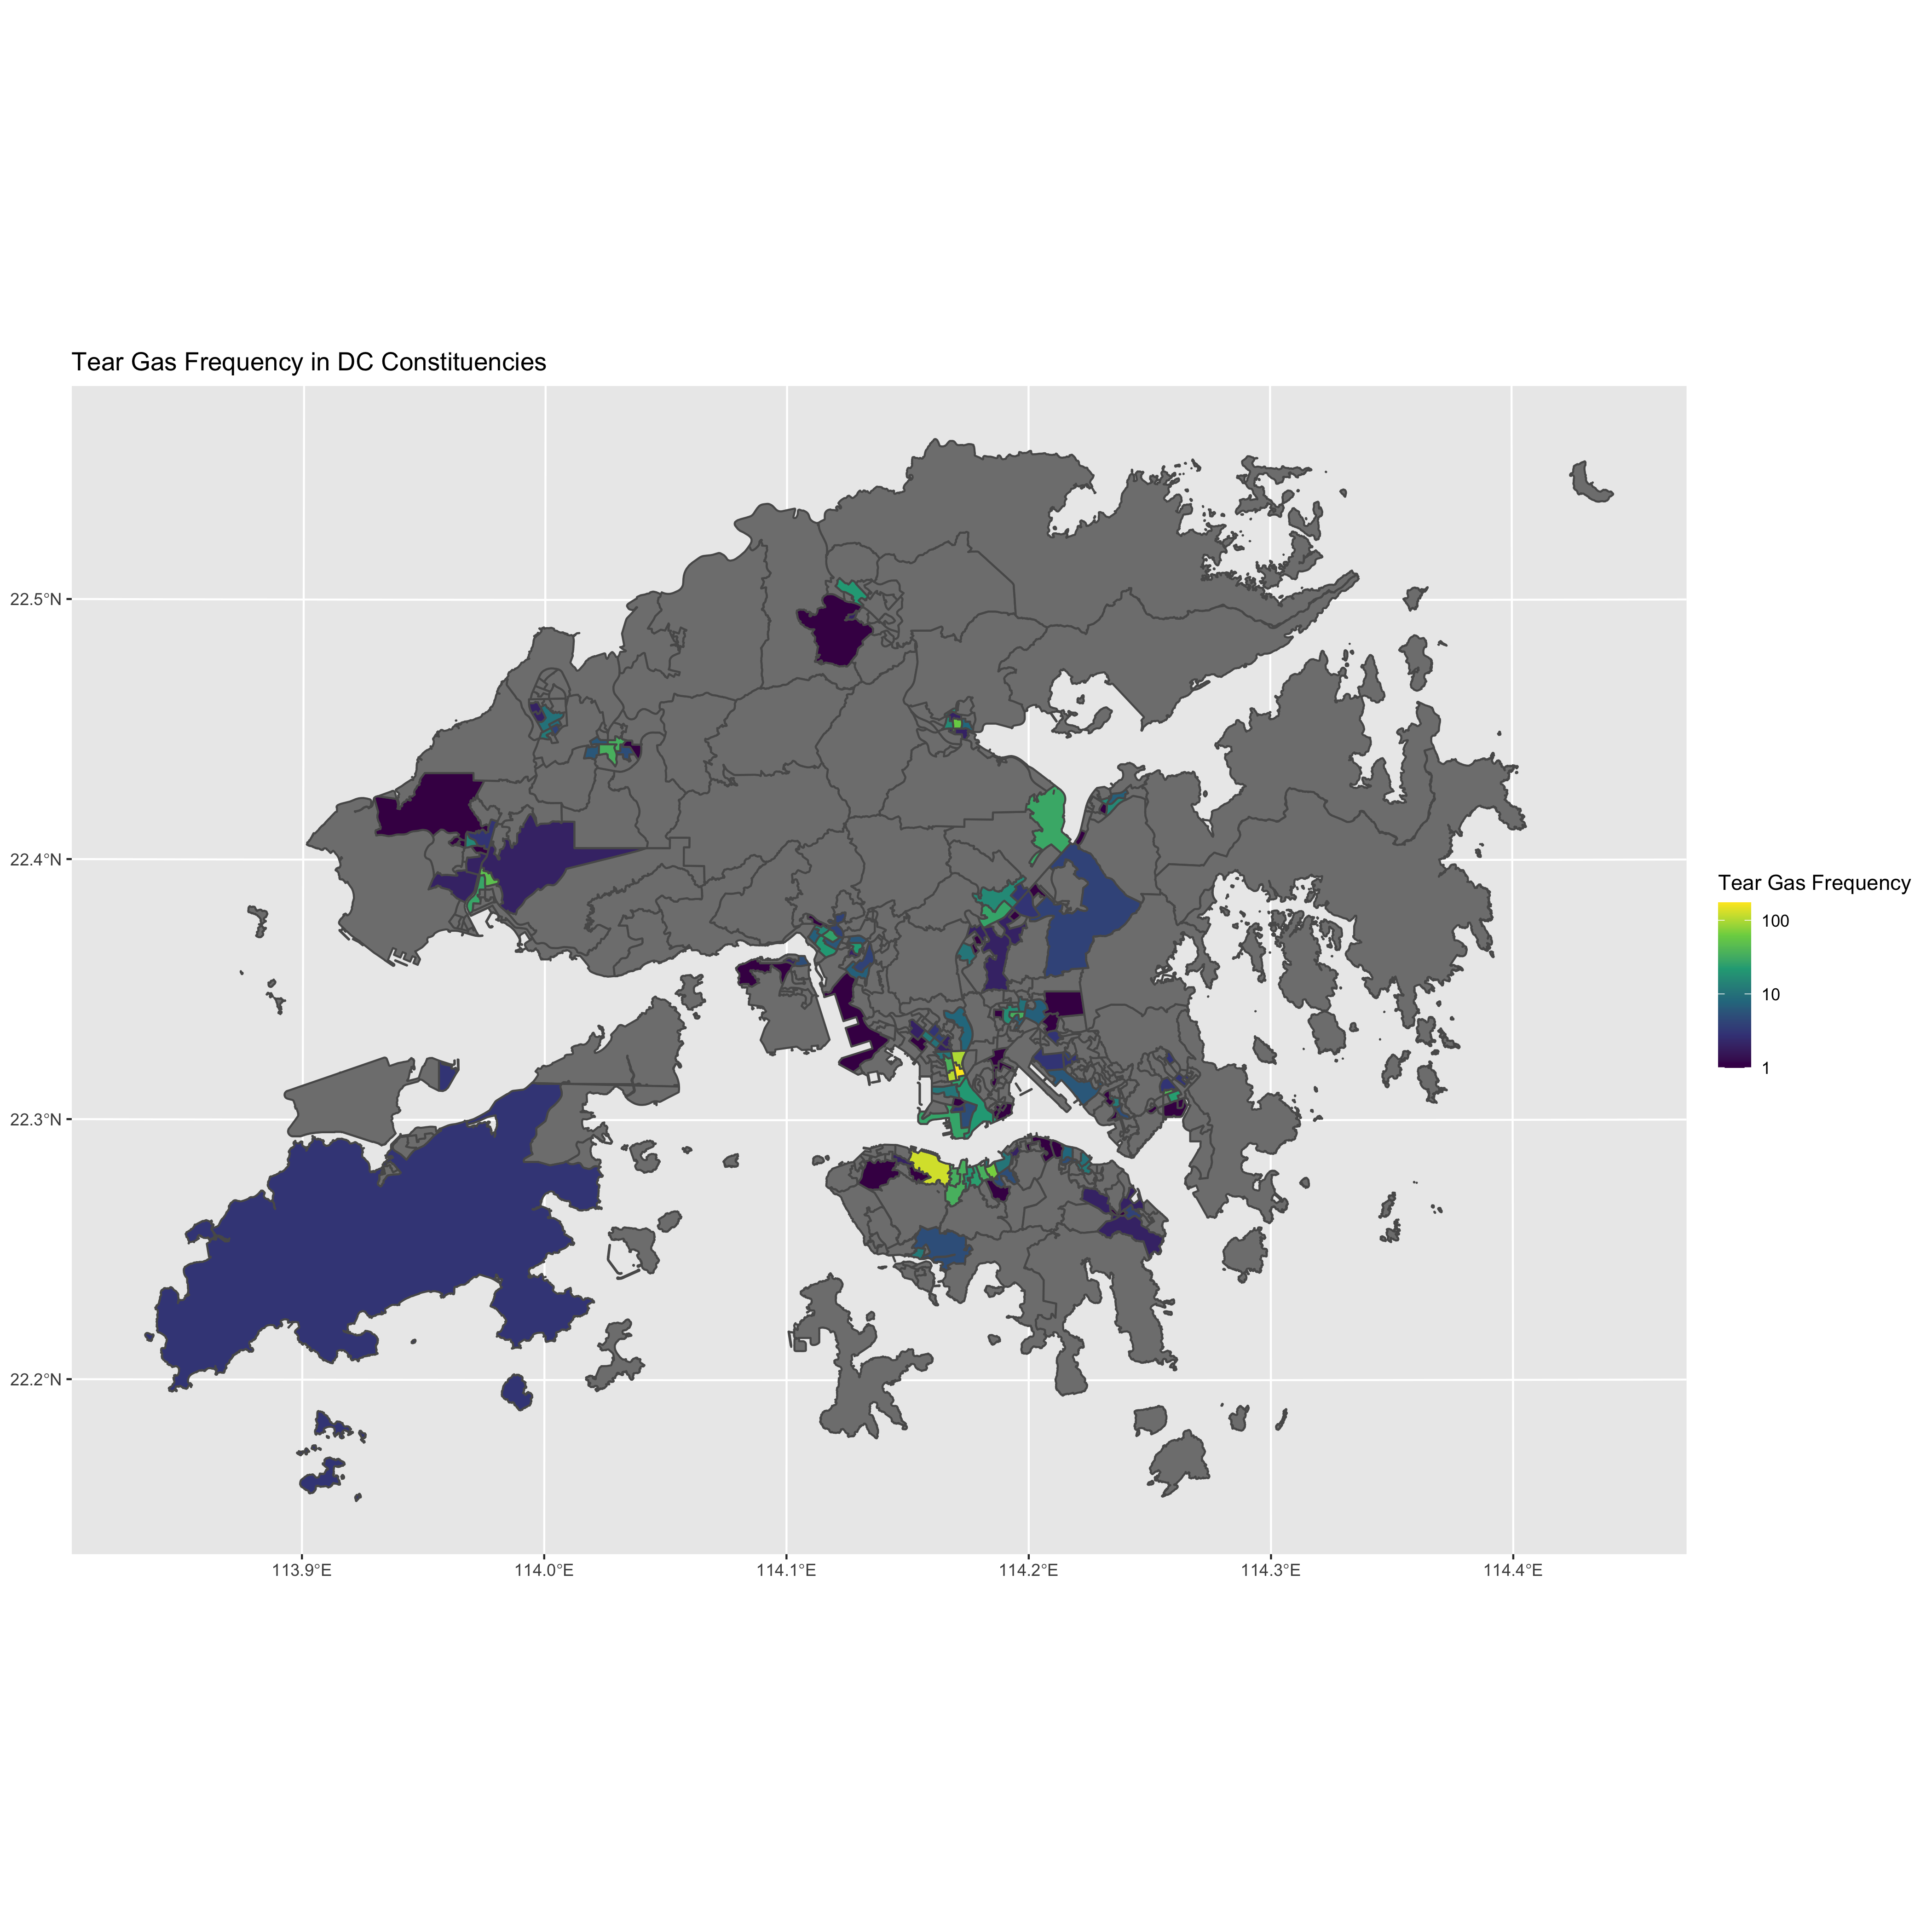 Tear Gas Frequency in DC Constituencies
22.5°N
22.4°N
22.3°N
22.2°N
113.9°E
114.0°E
114.1°E
114.2°E
114.3°E
114.4°E
Tear Gas Frequency
100
10
1